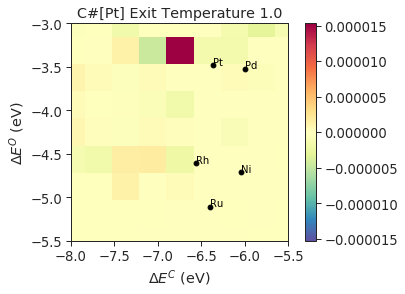 C#[Pt] Exit Temperature 1.0
−3.0
−3.5
−4.0
−4.5
−5.0
−5.5
ΔE^O (eV)
Pt
Pd
Rh
Ni
Ru
−8.0 −7.5 −7.0 −6.5 −6.0 −5.5
ΔE^C (eV)
0.000015
0.000010
0.000005
0.000000
−0.000005
−0.000010
−0.000015